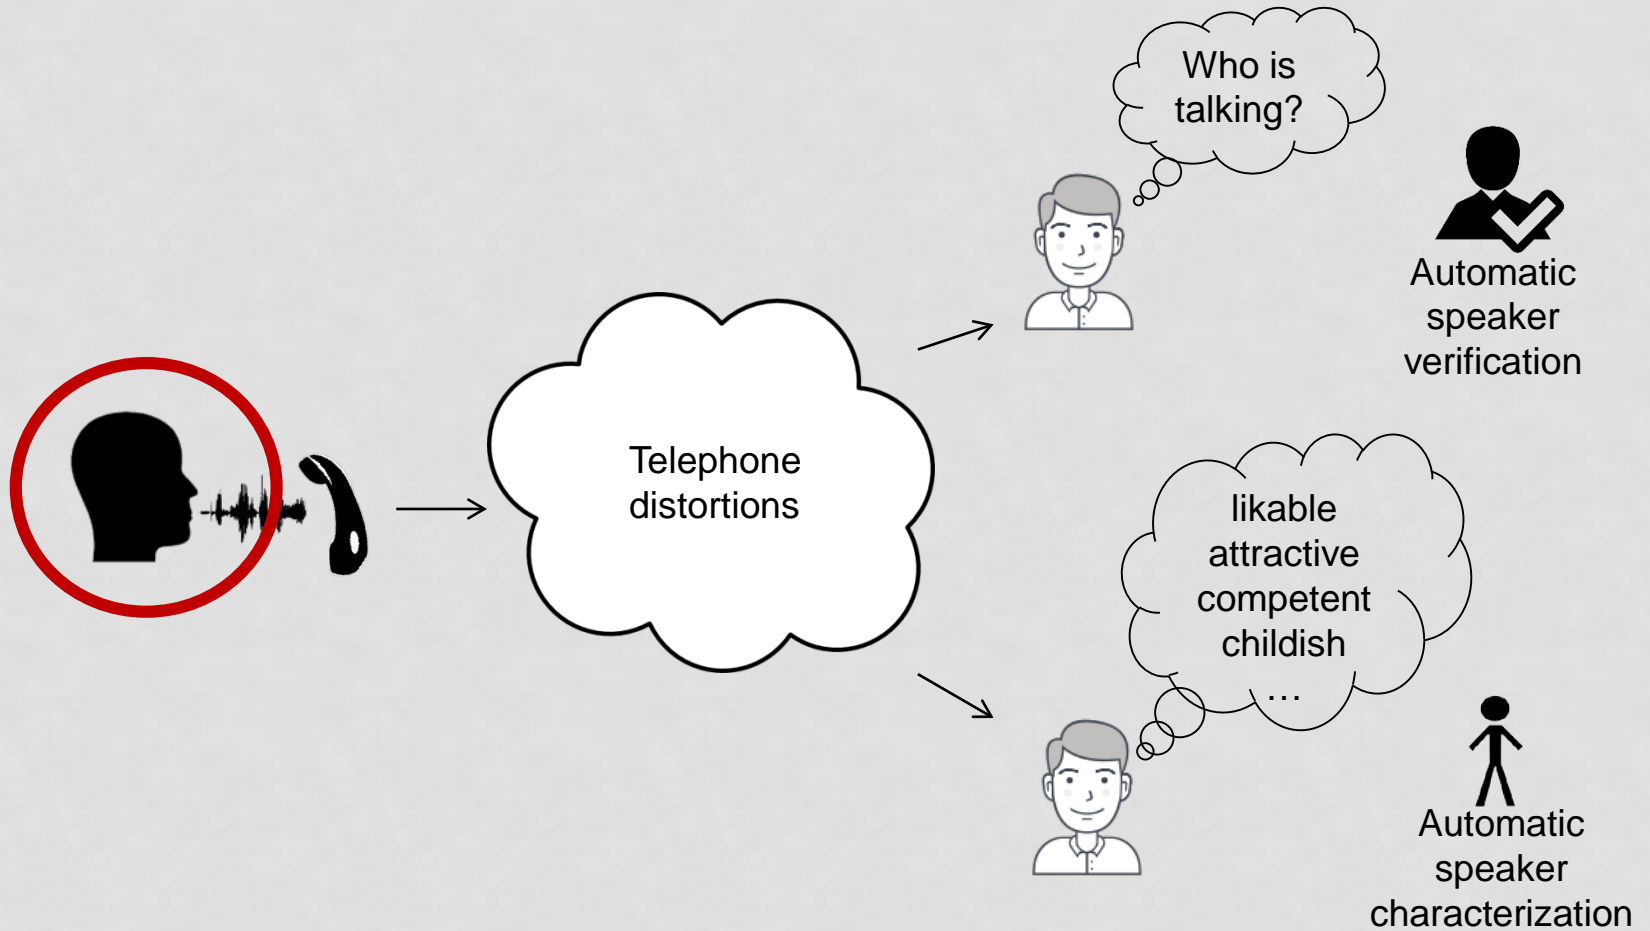 Who is
talking?
Automatic
speaker
verification
Telephone
distortions
likable
attractive
competent
childish
…
Automatic
speaker
characterization